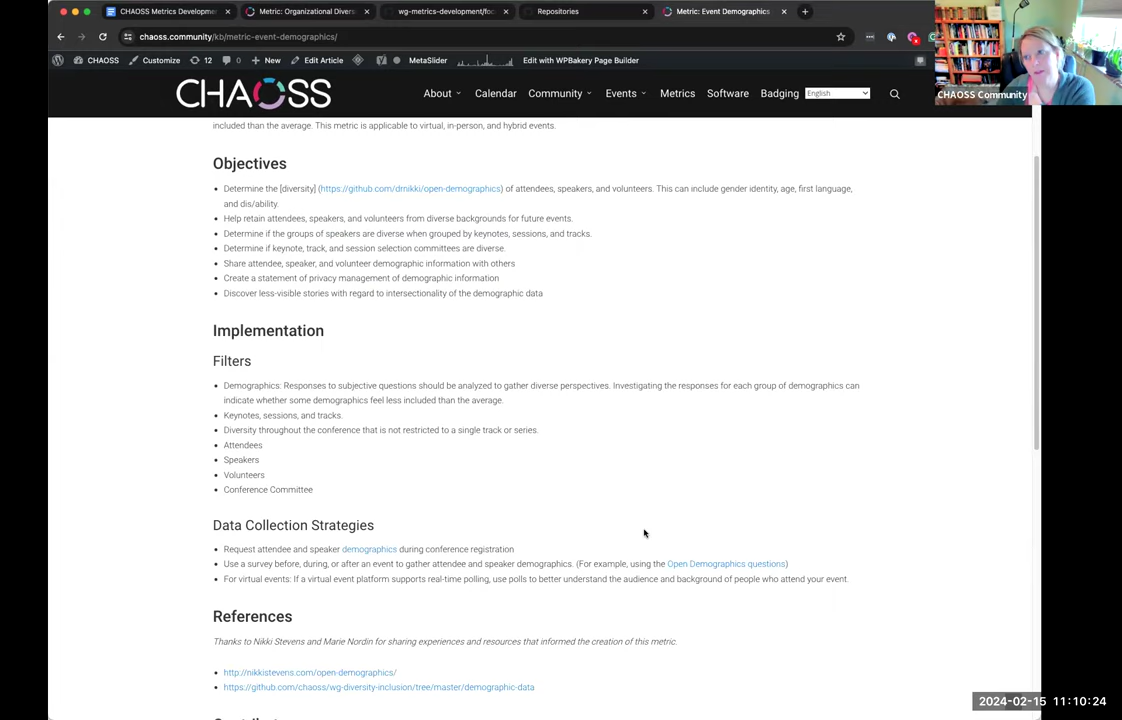 CHAOSS Metrics Developmen
Metric: Organizational Divers
wg-metrics-development/foc
Repositories
Metric: Event Demographics
chaoss.community/kb/metric-event-demographics/
CHAOSS
Customize
12
0
New
Edit Article
MetaSlider
Edit with WPBakery Page Builder
CHAOSS Community
CHAOSS
About
Calendar
Community
Events
Metrics
Software
Badging
English
included than the average. This metric is applicable to virtual, in-person, and hybrid events.
Objectives
Determine the [diversity] (https://github.com/drnikki/open-demographics) of attendees, speakers, and volunteers. This can include gender identity, age, first language,
and dis/ability.
Help retain attendees, speakers, and volunteers from diverse backgrounds for future events.
Determine if the groups of speakers are diverse when grouped by keynotes, sessions, and tracks.
Determine if keynote, track, and session selection committees are diverse.
Share attendee, speaker, and volunteer demographic information with others
Create a statement of privacy management of demographic information
Discover less-visible stories with regard to intersectionality of the demographic data
Implementation
Filters
Demographics: Responses to subjective questions should be analyzed to gather diverse perspectives. Investigating the responses for each group of demographics can
indicate whether some demographics feel less included than the average.
Keynotes, sessions, and tracks.
Diversity throughout the conference that is not restricted to a single track or series.
Attendees
Speakers
Volunteers
Conference Committee
Data Collection Strategies
Request attendee and speaker demographics during conference registration
Use a survey before, during, or after an event to gather attendee and speaker demographics. (For example, using the Open Demographics questions)
For virtual events: If a virtual event platform supports real-time polling, use polls to better understand the audience and background of people who attend your event.
References
Thanks to Nikki Stevens and Marie Nordin for sharing experiences and resources that informed the creation of this metric.
http://nikkistevens.com/open-demographics/
https://github.com/chaoss/wg-diversity-inclusion/tree/master/demographic-data
2024-02-15 11:10:24